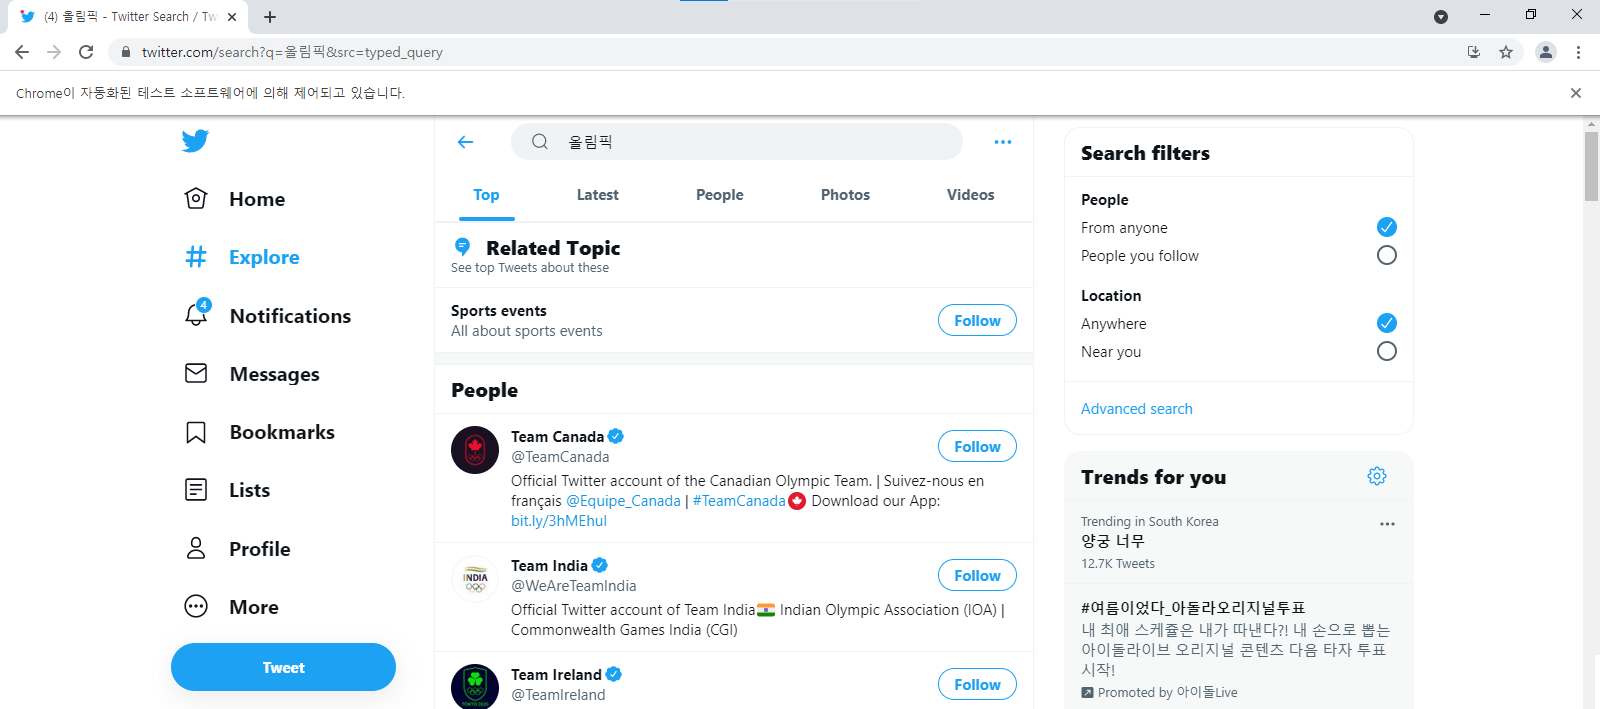 (4) 올림픽 - Twitter Search / Tw
twitter.com/search?q=올림픽&src=typed_query
Chrome이 자동화된 테스트 소프트웨어에 의해 제어되고 있습니다.
Home
Explore
4
Notifications
Messages
Bookmarks
Lists
Profile
More
Tweet
올림픽
Top Latest People Photos Videos
Related Topic
See top Tweets about these
Sports events
All about sports events
Follow
People
Team Canada
@TeamCanada
Follow
Official Twitter account of the Canadian Olympic Team. | Suivez-nous en
français @Equipe_Canada | #TeamCanada Download our App:
bit.ly/3hMEhuI
INDIA
Team India
@WeAreTeamIndia
Follow
Official Twitter account of Team India Indian Olympic Association (IOA) |
Commonwealth Games India (CGI)
TOKYO 2020
Team Ireland
@TeamIreland
Follow
Search filters
People
From anyone
People you follow
Location
Anywhere
Near you
Advanced search
Trends for you
Trending in South Korea
양궁 너무
12.7K Tweets
#여름이었다_아돌라오리지널투표
내 최애 스케쥴은 내가 따낸다?! 내 손으로 뽑는
아이돌라이브 오리지널 콘텐츠 다음 타자 투표
시작!
Promoted by 아이돌Live